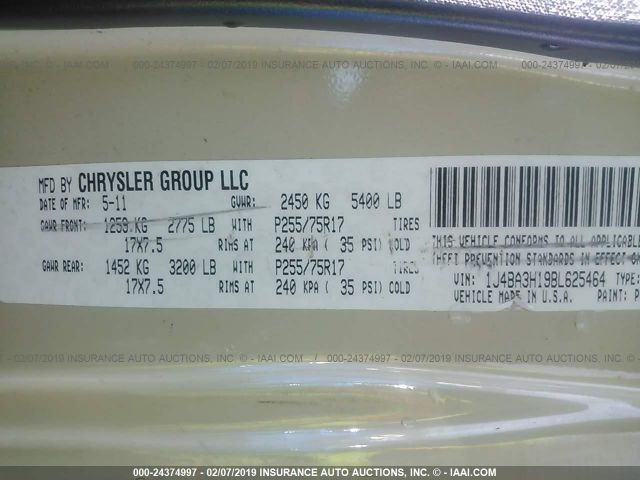 00-24374997 - 02/07/2019 INSURANCE AUTO AUCTIONS, INC. - © IAAI.COM
MFD BY CHRYSLER GROUP LLC
DATE OF MFR: 5-11 GVWR: 2450 KG 5400 LB
GAWR FRONT: 1259 KG 2775 LB WITH P255/75R17 TIRES
17X7.5 RIMS AT 240 KPA ( 35 PSI) COLD
GAWR REAR: 1452 KG 3200 LB WITH P255/75R17 TIRES
17X7.5 RIMS AT 240 KPA ( 35 PSI) COLD
THIS VEHICLE CONFORMS TO ALL APPLICABLE
THEFT PREVENTION STANDARDS IN EFFECT ON
VIN: 1J4BA3H19BL625464 TYPE:
VEHICLE MADE IN U.S.A. PAINT: P
000-24374997 - 02/07/2019 INSURANCE AUTO AUCTIONS, INC. - © IAAI.COM
000-24374997 - 02/07/2019 INSURANCE AUTO AUCTIONS, INC. - © IAAI.COM